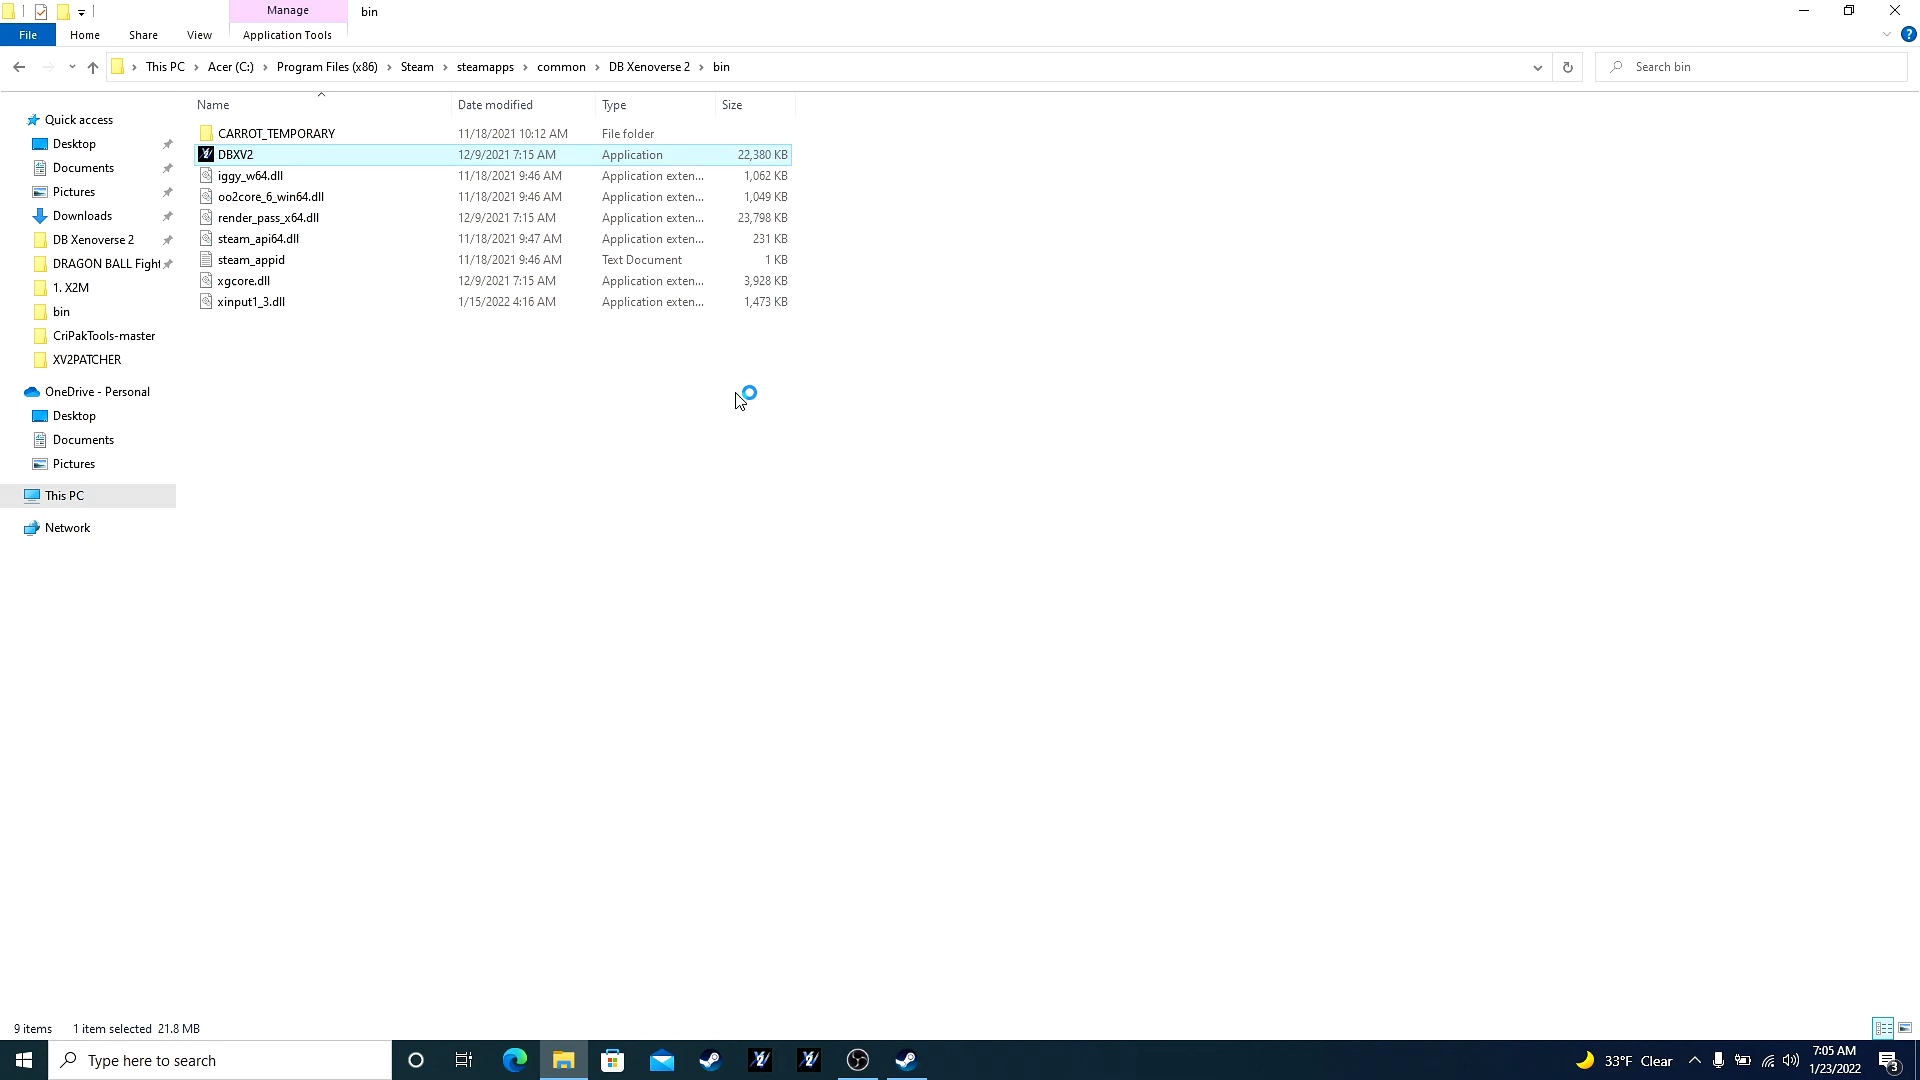 Manage
bin
File
Home
Share
View
Application Tools
This PC
Acer (C:)
Program Files (x86)
Steam
steamapps
common
DB Xenoverse 2
bin
Search bin
Name
Date modified
Type
Size
CARROT_TEMPORARY 11/18/2021 10:12 AM File folder
DBXV2 12/9/2021 7:15 AM Application 22,380 KB
iggy_w64.dll 11/18/2021 9:46 AM Application exten... 1,062 KB
oo2core_6_win64.dll 11/18/2021 9:46 AM Application exten... 1,049 KB
render_pass_x64.dll 12/9/2021 7:15 AM Application exten... 23,798 KB
steam_api64.dll 11/18/2021 9:47 AM Application exten... 231 KB
steam_appid 11/18/2021 9:46 AM Text Document 1 KB
xgcore.dll 12/9/2021 7:15 AM Application exten... 3,928 KB
xinput1_3.dll 1/15/2022 4:16 AM Application exten... 1,473 KB
Quick access
Desktop
Documents
Pictures
Downloads
DB Xenoverse 2
DRAGON BALL Fight
1. X2M
bin
CriPakTools-master
XV2PATCHER
OneDrive - Personal
Desktop
Documents
Pictures
This PC
Network
9 items 1 item selected 21.8 MB
Type here to search
33°F Clear
7:05 AM
1/23/2022
3